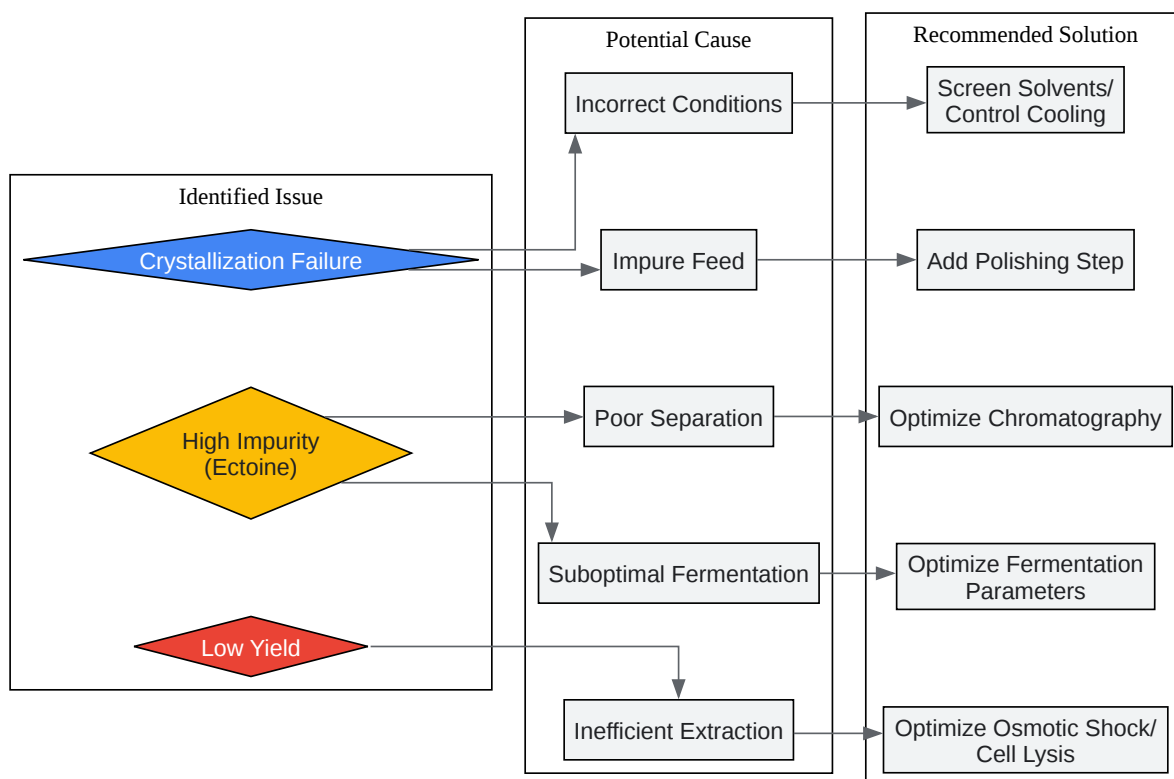 Identified Issue
Crystallization Failure
High Impurity
(Ectoine)
Low Yield
Potential Cause
Incorrect Conditions
Impure Feed
Poor Separation
Suboptimal Fermentation
Inefficient Extraction
Recommended Solution
Screen Solvents/
Control Cooling
Add Polishing Step
Optimize Chromatography
Optimize Fermentation
Parameters
Optimize Osmotic Shock/
Cell Lysis